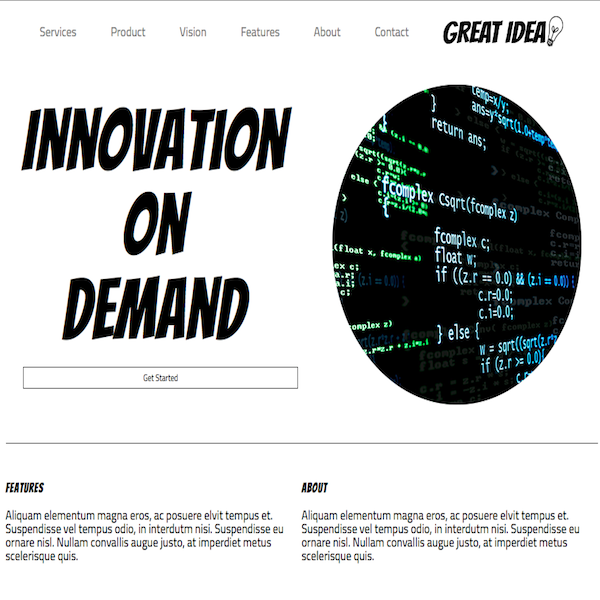 Services Product Vision Features About Contact GREAT IDEA
INNOVATION
ON
DEMAND
Get Started
temp=x/y;
}
return ans;
fcomplex Csqrt(fcomplex z)
{
fcomplex c;
float w;
if ((z.r == 0.0) && (z.i == 0.0))
c.r=0.0;
c.i=0.0;
} else {
w = sqrt((sqrt(z.r
if (z.r >= 0.0)
FEATURES
Aliquam elementum magna eros, ac posuere elvit tempus et.
Suspendisse vel tempus odio, in interdutm nisi. Suspendisse eu
ornare nisl. Nullam convallis augue justo, at imperdiet metus
scelerisque quis.
ABOUT
Aliquam elementum magna eros, ac posuere elvit tempus et.
Suspendisse vel tempus odio, in interdutm nisi. Suspendisse eu
ornare nisl. Nullam convallis augue justo, at imperdiet metus
scelerisque quis.